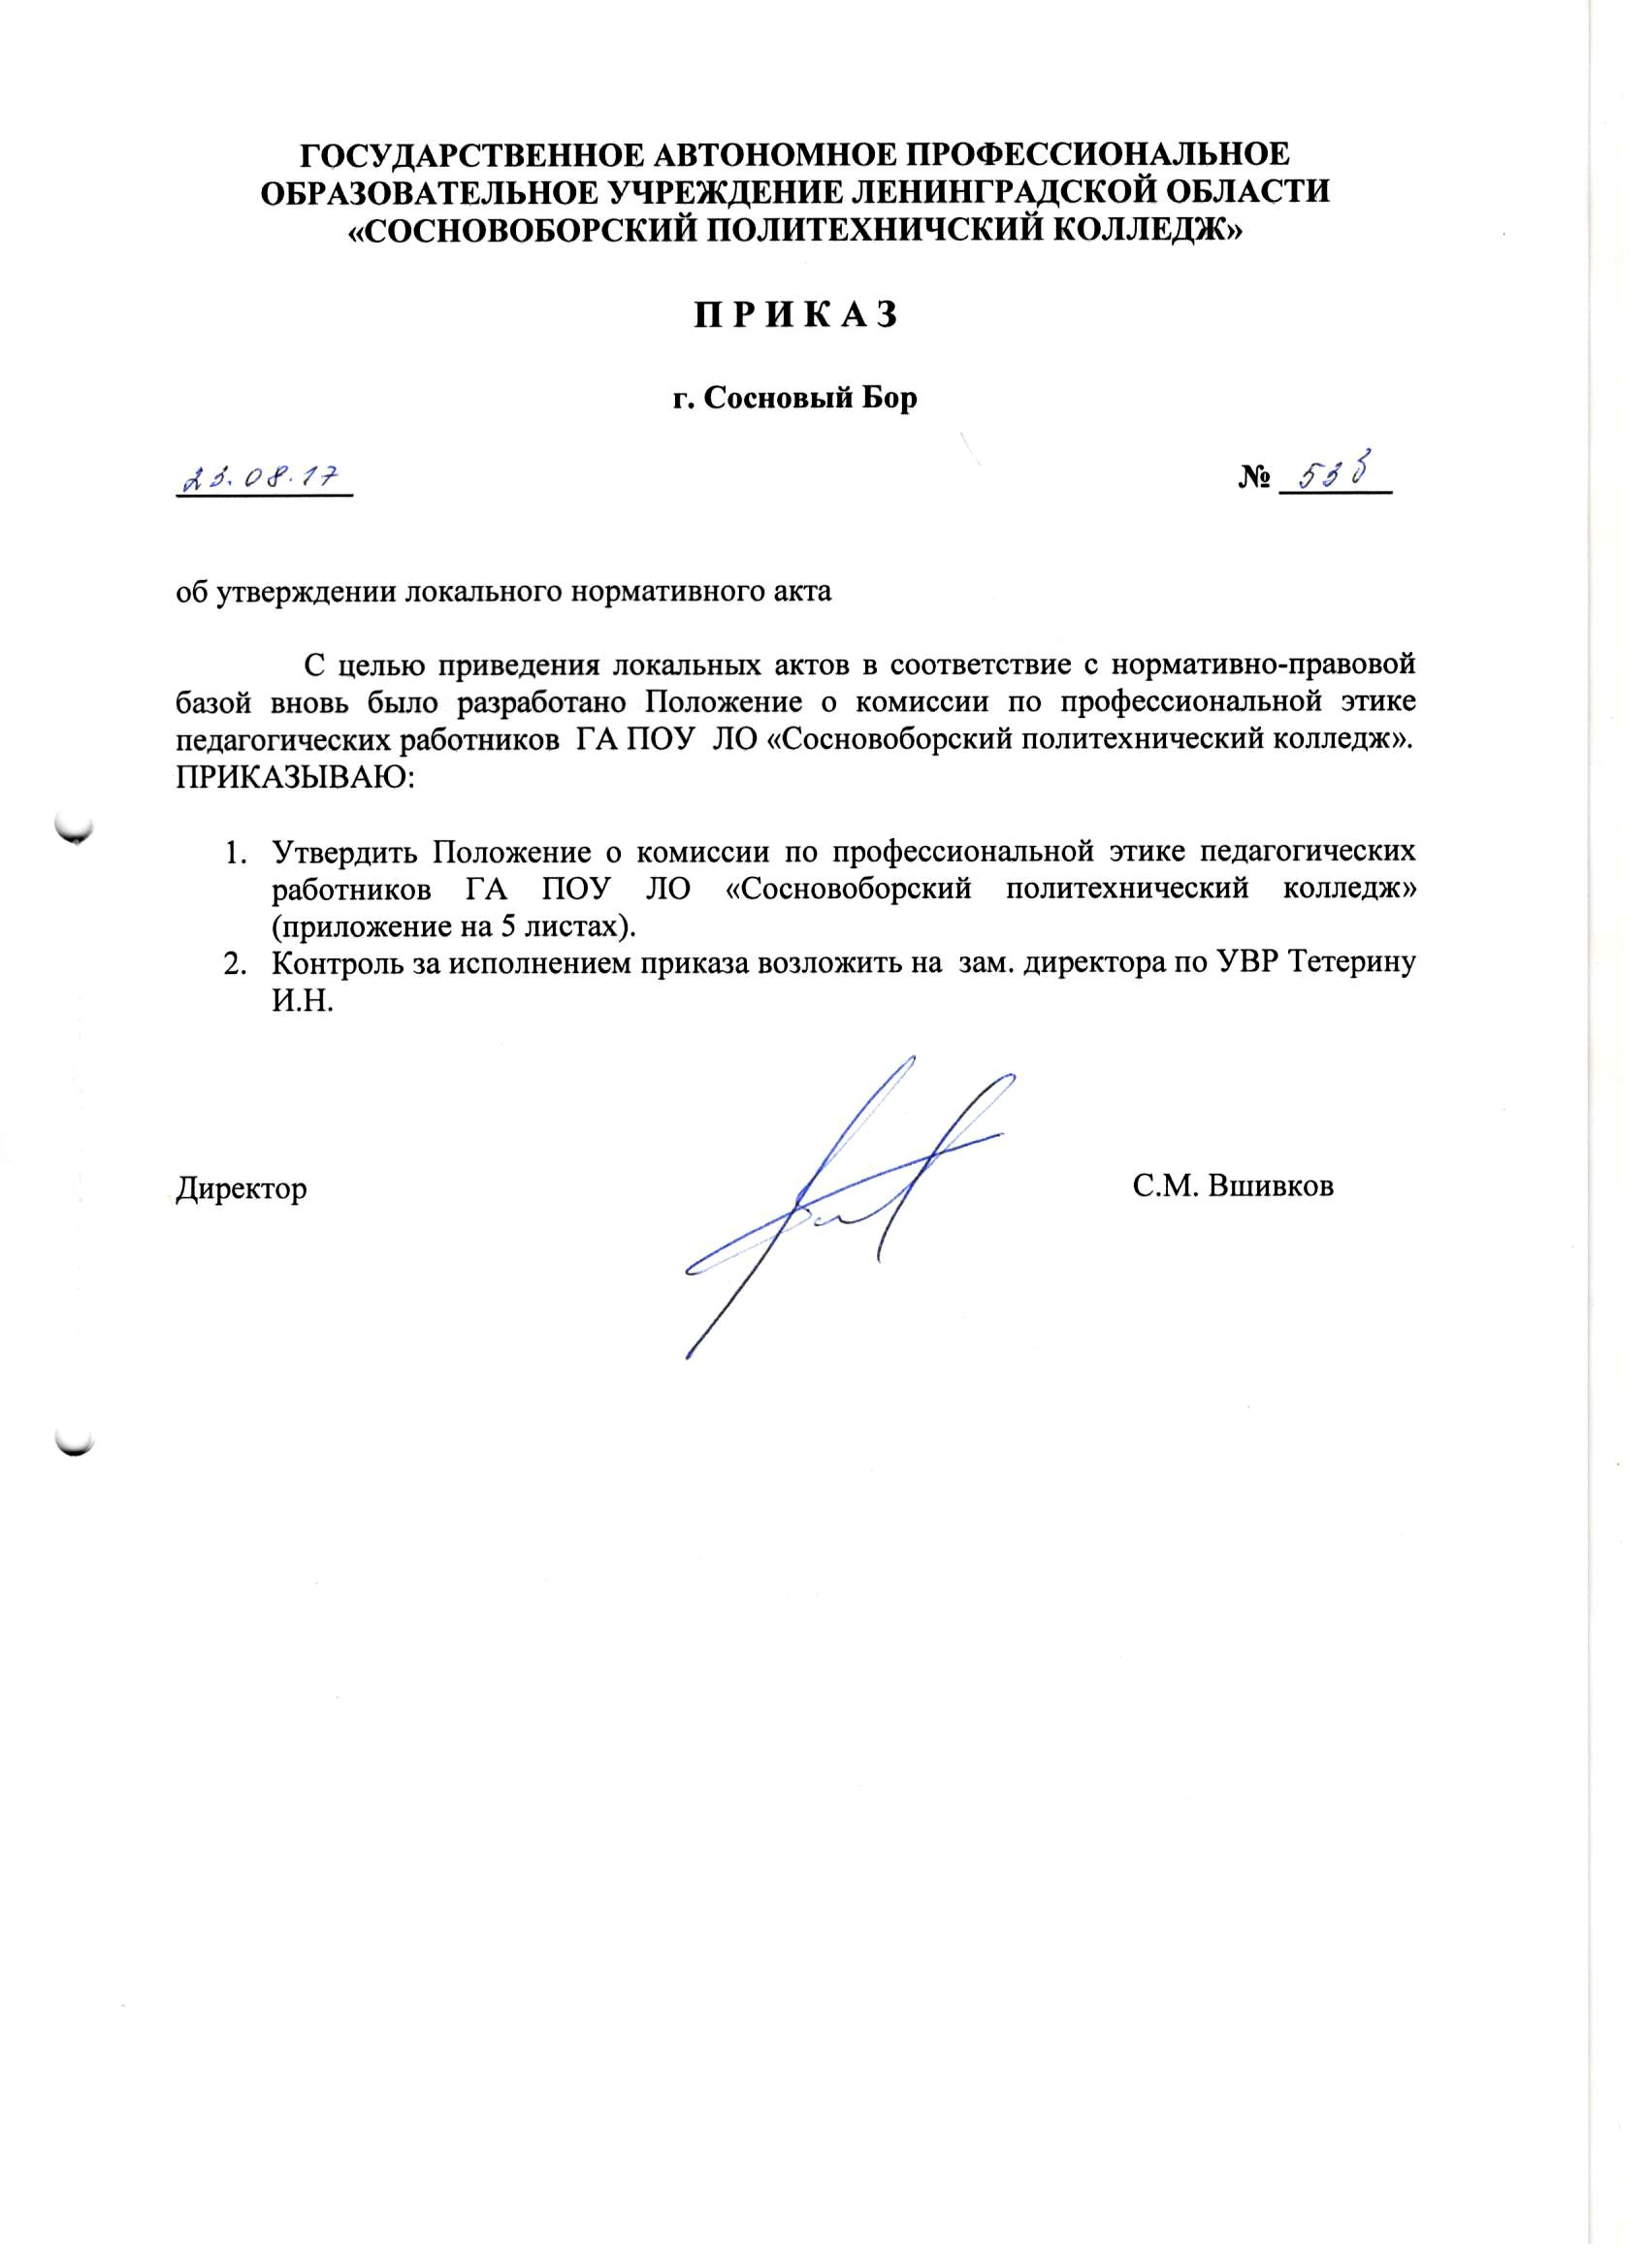 ГОСУДАРСТВЕННОЕ АВТОНОМНОЕ ПРОФЕССИОНАЛЬНОЕ
ОБРАЗОВАТЕЛЬНОЕ УЧРЕЖДЕНИЕ ЛЕНИНГРАДСКОЙ ОБЛАСТИ
«СОСНОВОБОРСКИЙ ПОЛИТЕХНИЧСКИЙ КОЛЛЕДЖ»
П Р И К А З
г. Сосновый Бор
23.08.17 №
об утверждении локального нормативного акта
С целью приведения локальных актов в соответствие с нормативно-правовой
базой вновь было разработано Положение о комиссии по профессиональной этике
педагогических работников ГА ПОУ ЛО «Сосновоборский политехнический колледж».
ПРИКАЗЫВАЮ:
1. Утвердить Положение о комиссии по профессиональной этике педагогических
работников ГА ПОУ ЛО «Сосновоборский политехнический колледж»
(приложение на 5 листах).
2. Контроль за исполнением приказа возложить на зам. директора по УВР Тетерину
И.Н.
Директор С.М. Вшивков